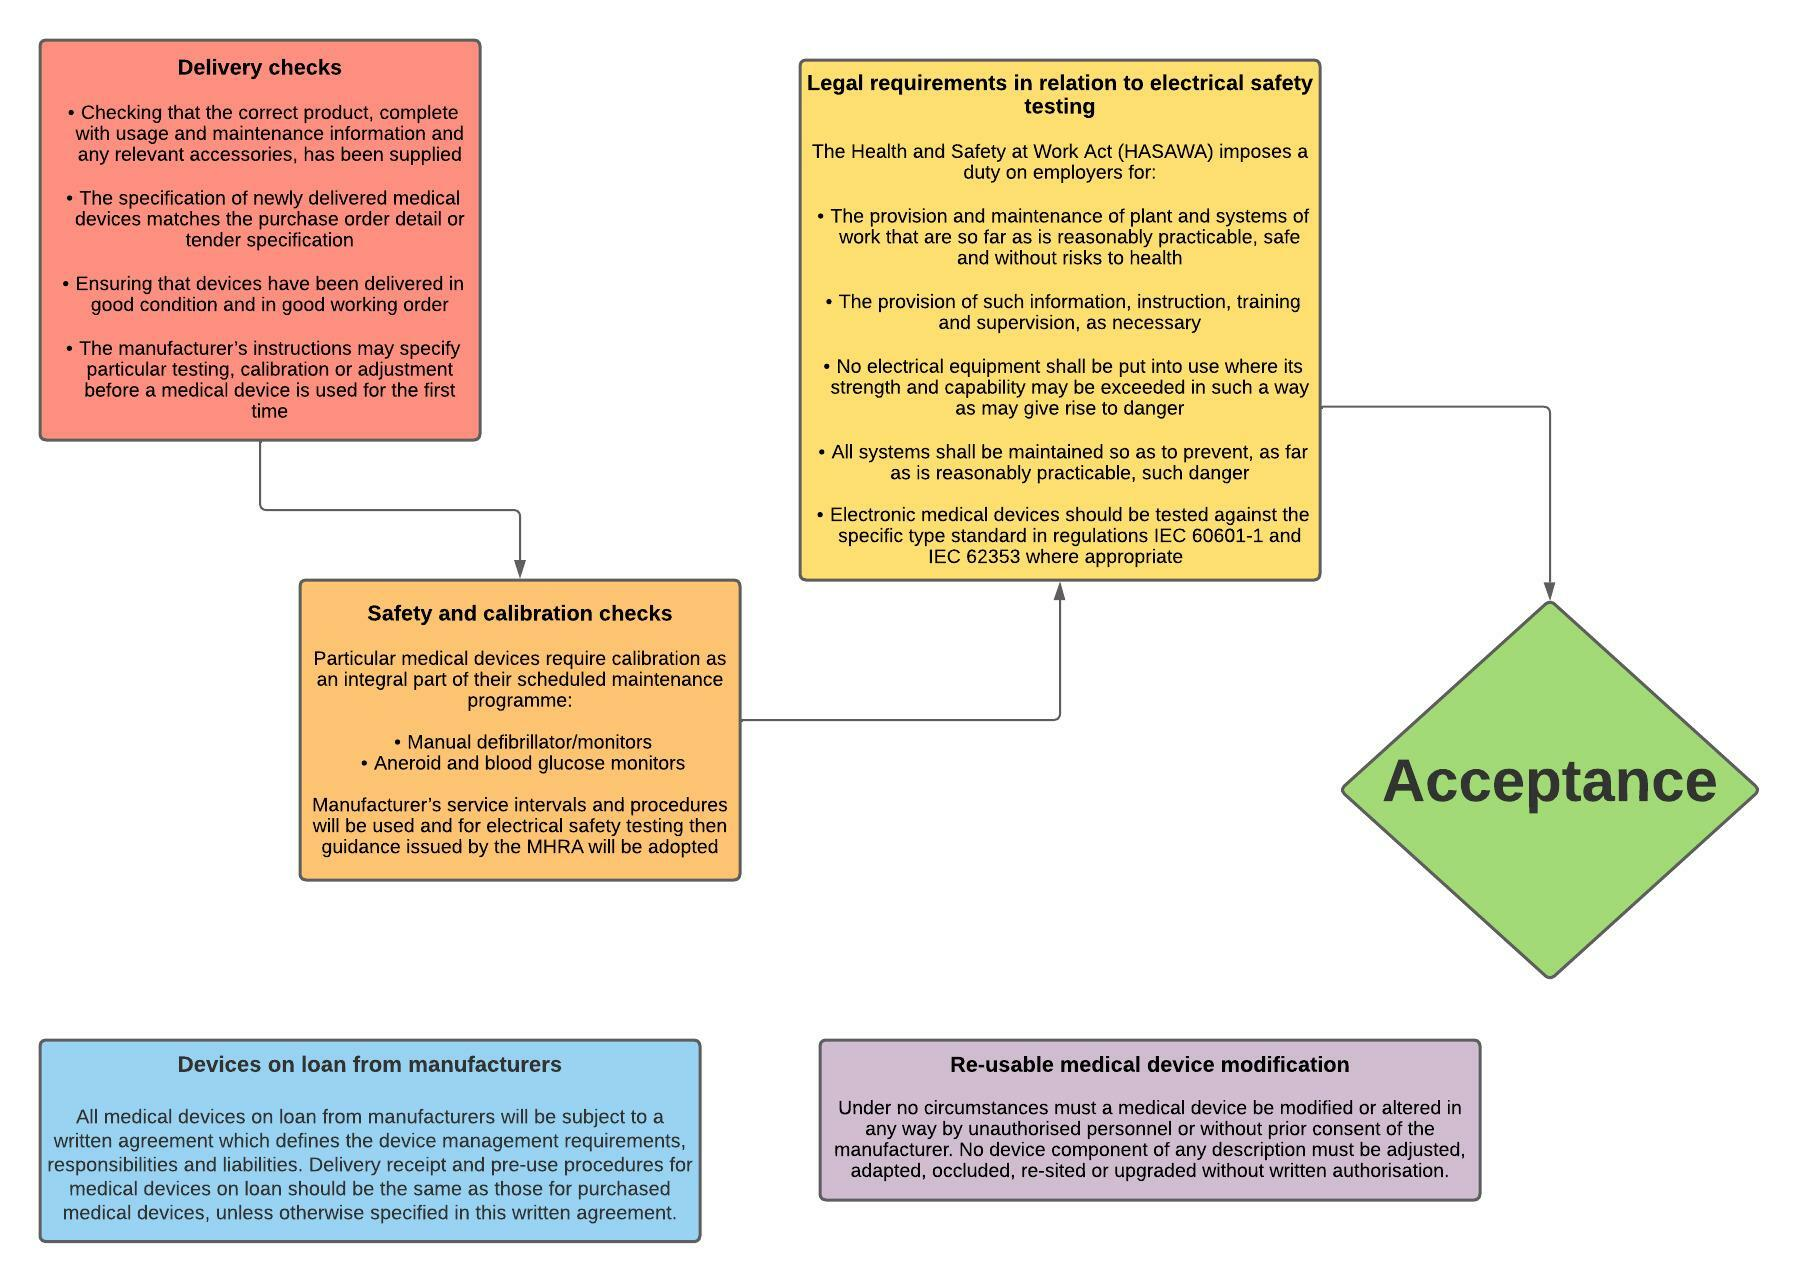 Delivery checks
• Checking that the correct product, complete
with usage and maintenance information and
any relevant accessories, has been supplied
• The specification of newly delivered medical
devices matches the purchase order detail or
tender specification
• Ensuring that devices have been delivered in
good condition and in good working order
• The manufacturer’s instructions may specify
particular testing, calibration or adjustment
before a medical device is used for the first
time
Safety and calibration checks
Particular medical devices require calibration as
an integral part of their scheduled maintenance
programme:
• Manual defibrillator/monitors
• Aneroid and blood glucose monitors
Manufacturer’s service intervals and procedures
will be used and for electrical safety testing then
guidance issued by the MHRA will be adopted
Legal requirements in relation to electrical safety
testing
The Health and Safety at Work Act (HASAWA) imposes a
duty on employers for:
• The provision and maintenance of plant and systems of
work that are so far as is reasonably practicable, safe
and without risks to health
• The provision of such information, instruction, training
and supervision, as necessary
• No electrical equipment shall be put into use where its
strength and capability may be exceeded in such a way
as may give rise to danger
• All systems shall be maintained so as to prevent, as far
as is reasonably practicable, such danger
• Electronic medical devices should be tested against the
specific type standard in regulations IEC 60601-1 and
IEC 62353 where appropriate
Acceptance
Devices on loan from manufacturers
All medical devices on loan from manufacturers will be subject to a
written agreement which defines the device management requirements,
responsibilities and liabilities. Delivery receipt and pre-use procedures for
medical devices on loan should be the same as those for purchased
medical devices, unless otherwise specified in this written agreement.
Re-usable medical device modification
Under no circumstances must a medical device be modified or altered in
any way by unauthorised personnel or without prior consent of the
manufacturer. No device component of any description must be adjusted,
adapted, occluded, re-sited or upgraded without written authorisation.